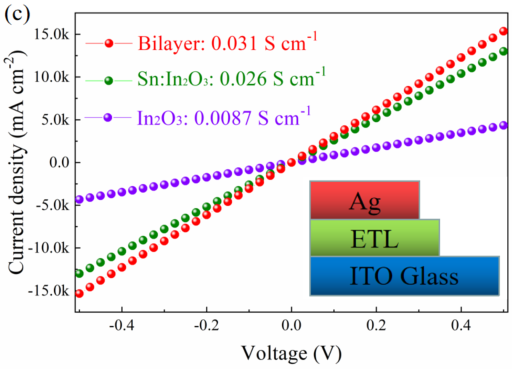 (c)
Bilayer: 0.031 S cm⁻¹
Sn:In₂O₃: 0.026 S cm⁻¹
In₂O₃: 0.0087 S cm⁻¹
Current density (mA cm⁻²)
15.0k
10.0k
5.0k
0.0
-5.0k
-10.0k
-15.0k
Ag
ETL
ITO Glass
-0.4 -0.2 0.0 0.2 0.4
Voltage (V)